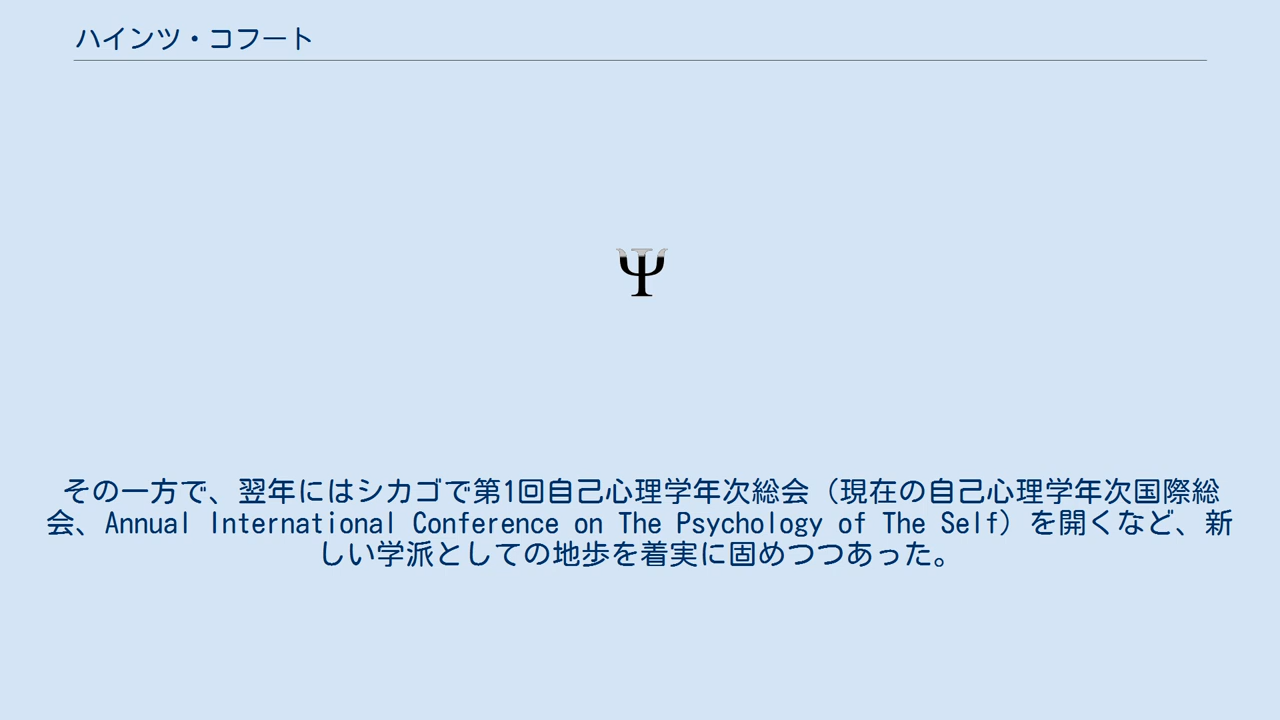 ハインツ・コフート
Ψ
その一方で、翌年にはシカゴで第1回自己心理学年次総会（現在の自己心理学年次国際総
会、Annual International Conference on The Psychology of The Self）を開くなど、新
しい学派としての地歩を着実に固めつつあった。